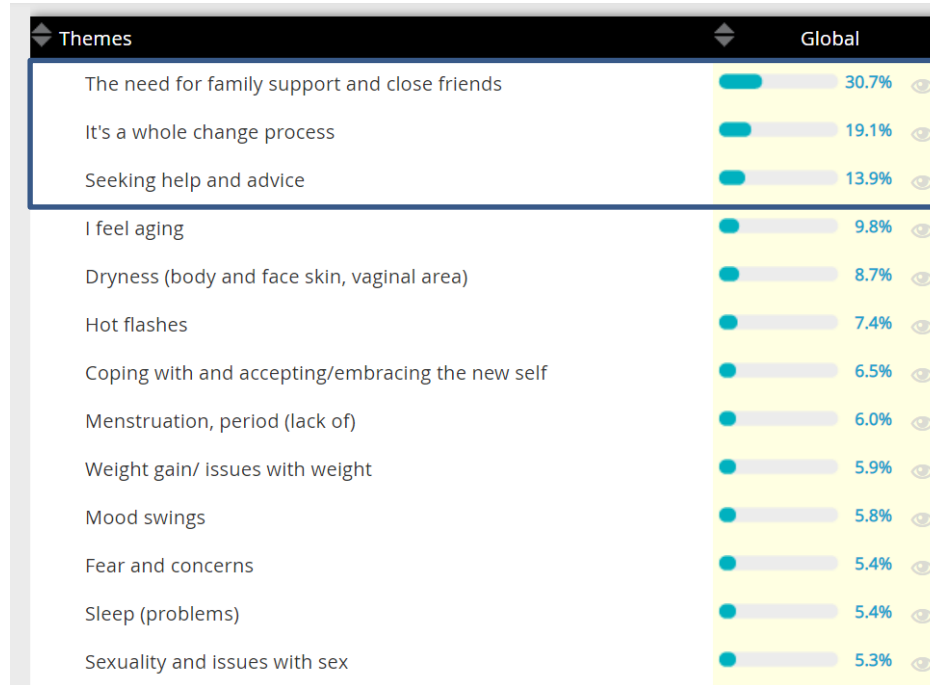 Themes Global
The need for family support and close friends 30.7%
It's a whole change process 19.1%
Seeking help and advice 13.9%
I feel aging 9.8%
Dryness (body and face skin, vaginal area) 8.7%
Hot flashes 7.4%
Coping with and accepting/embracing the new self 6.5%
Menstruation, period (lack of) 6.0%
Weight gain/ issues with weight 5.9%
Mood swings 5.8%
Fear and concerns 5.4%
Sleep (problems) 5.4%
Sexuality and issues with sex 5.3%